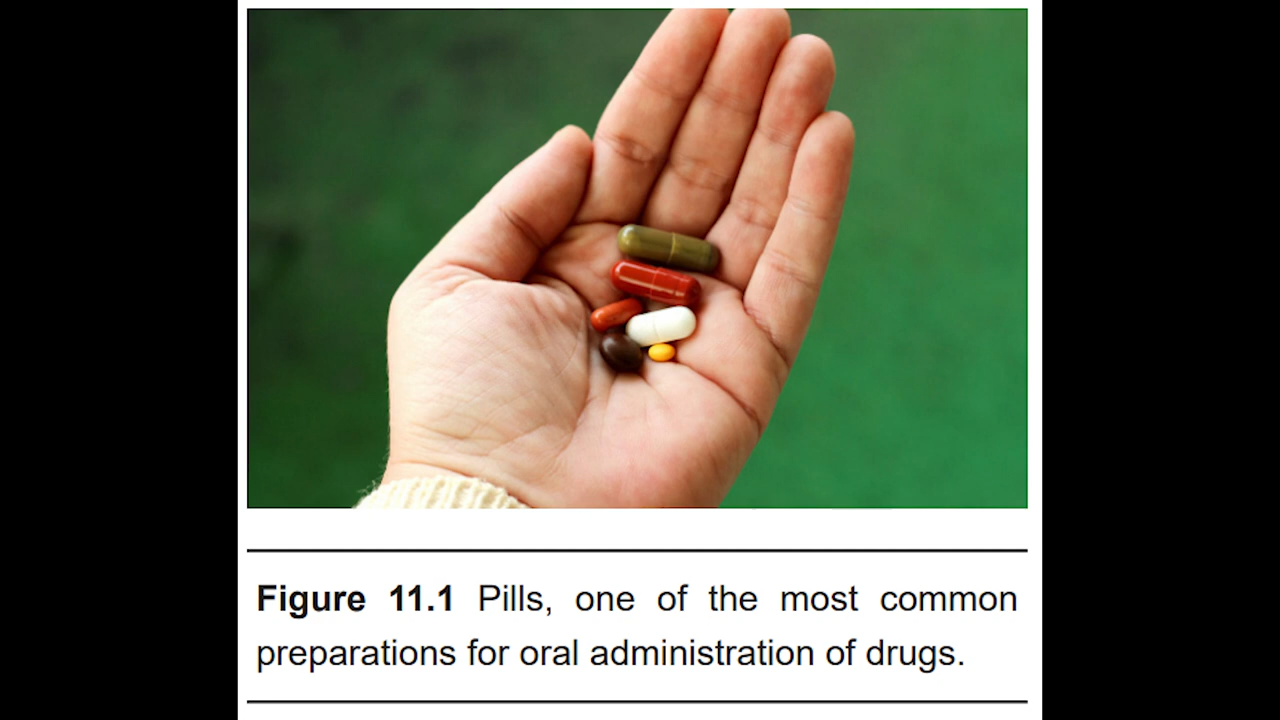 Figure 11.1 Pills, one of the most common
preparations for oral administration of drugs.